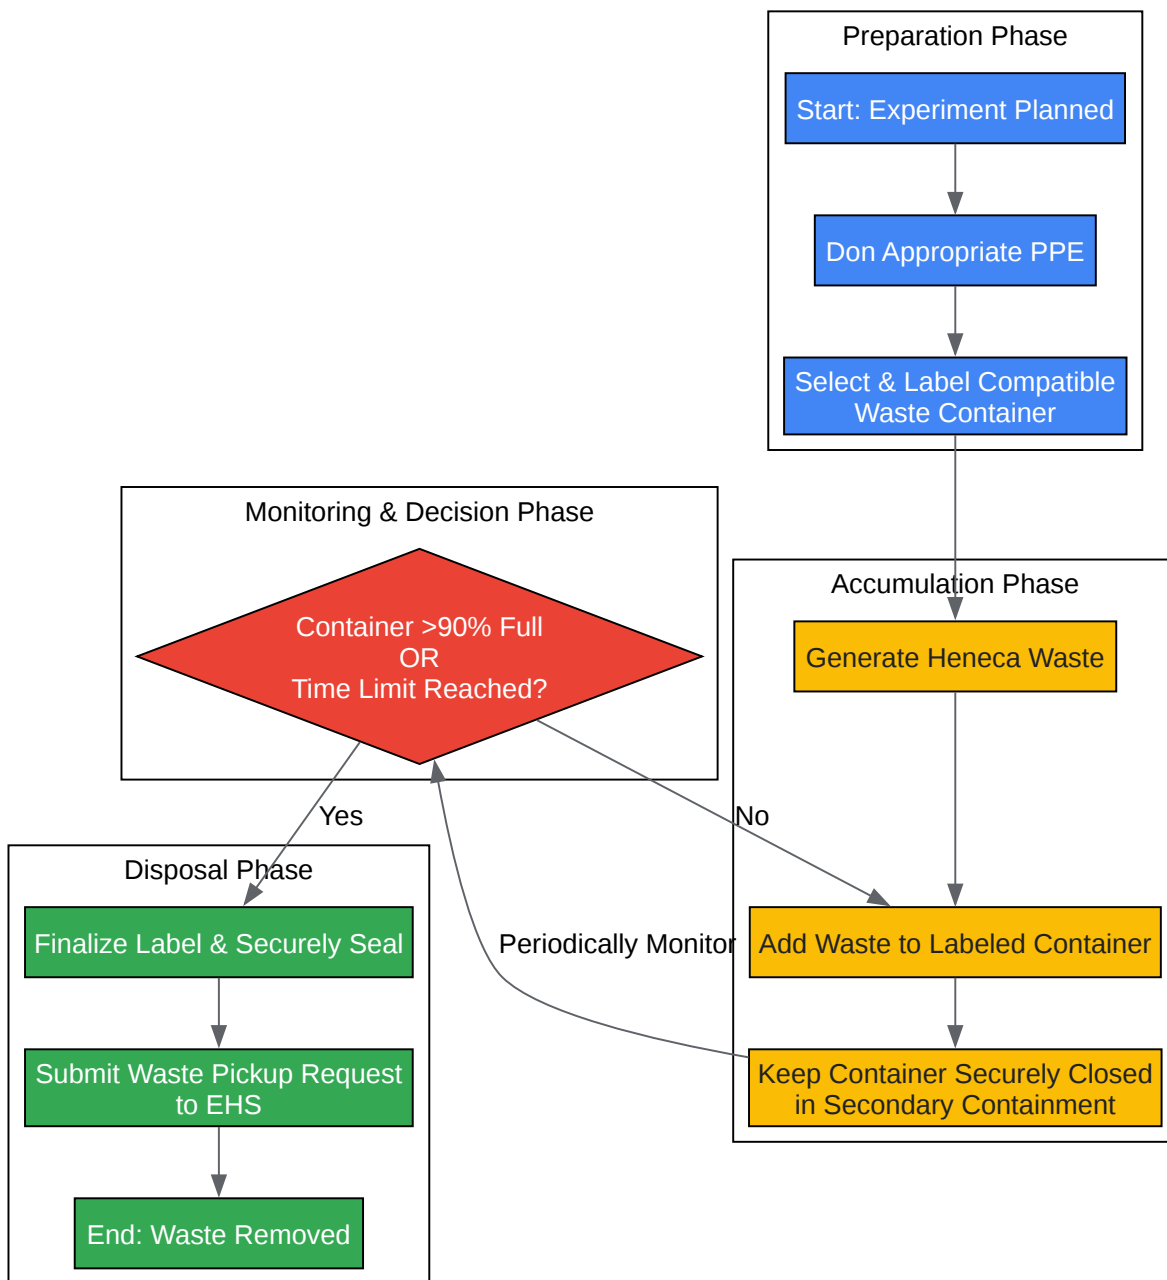 Preparation Phase
Start: Experiment Planned
Don Appropriate PPE
Select & Label Compatible
Waste Container
Monitoring & Decision Phase
Container >90% Full
OR
Time Limit Reached?
Accumulation Phase
Generate Heneca Waste
Yes
No
Disposal Phase
Finalize Label & Securely Seal
Periodically Monitor
Add Waste to Labeled Container
Submit Waste Pickup Request
to EHS
Keep Container Securely Closed
in Secondary Containment
End: Waste Removed